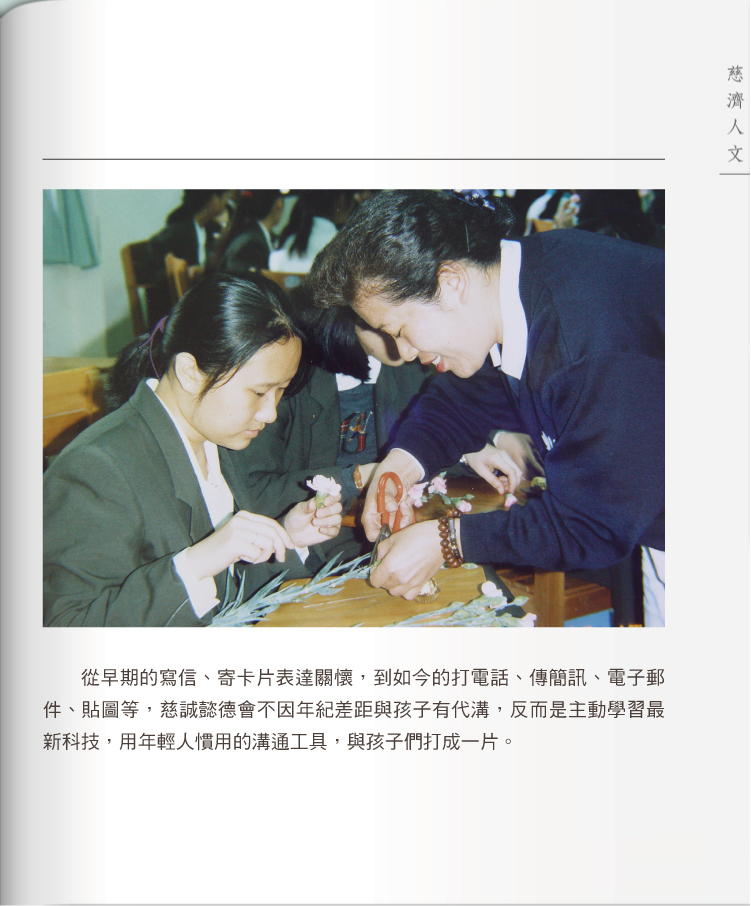 慈濟人文
從早期的寫信、寄卡片表達關懷，到如今的打電話、傳簡訊、電子郵
件、貼圖等，慈誠懿德會不因年紀差距與孩子有代溝，反而是主動學習最
新科技，用年輕人慣用的溝通工具，與孩子們打成一片。